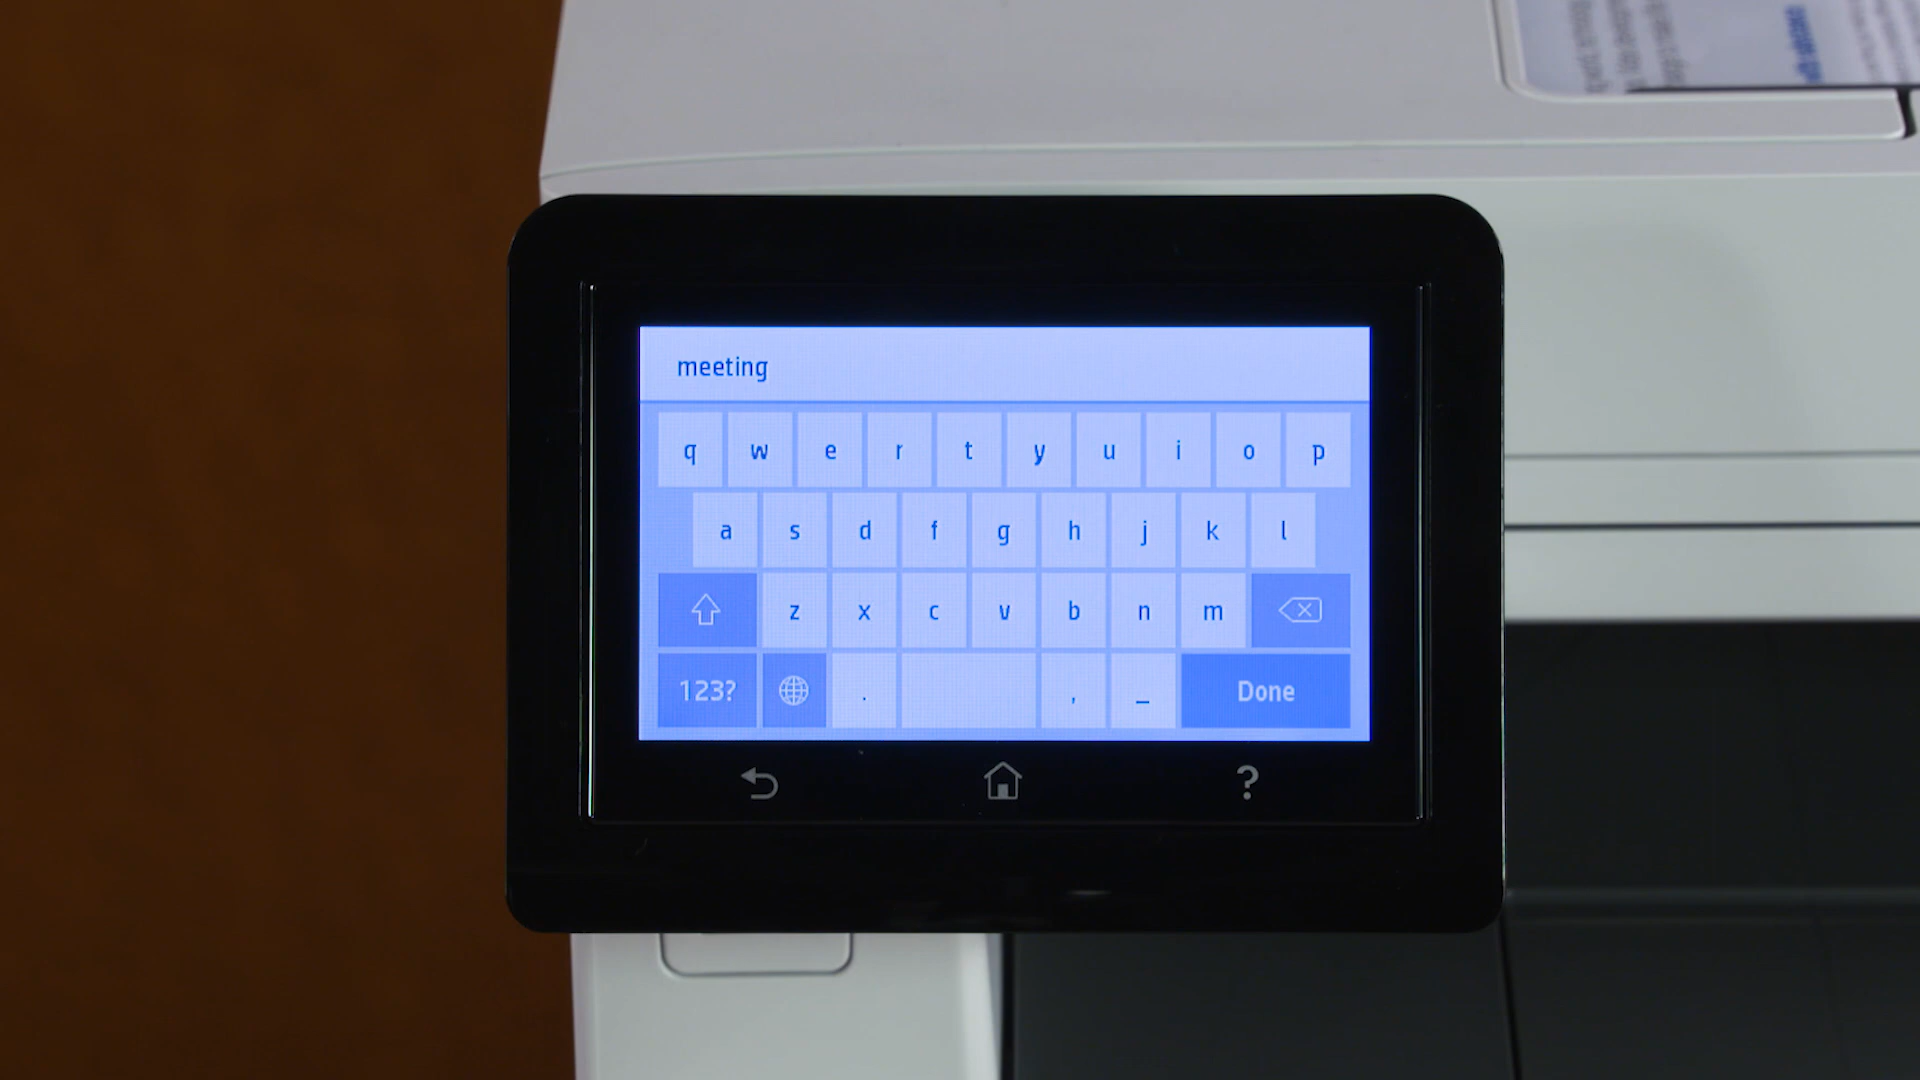 meeting
q w e r t y u i o p
a s d f g h j k l
z x c v b n m
123? . , _ Done
?